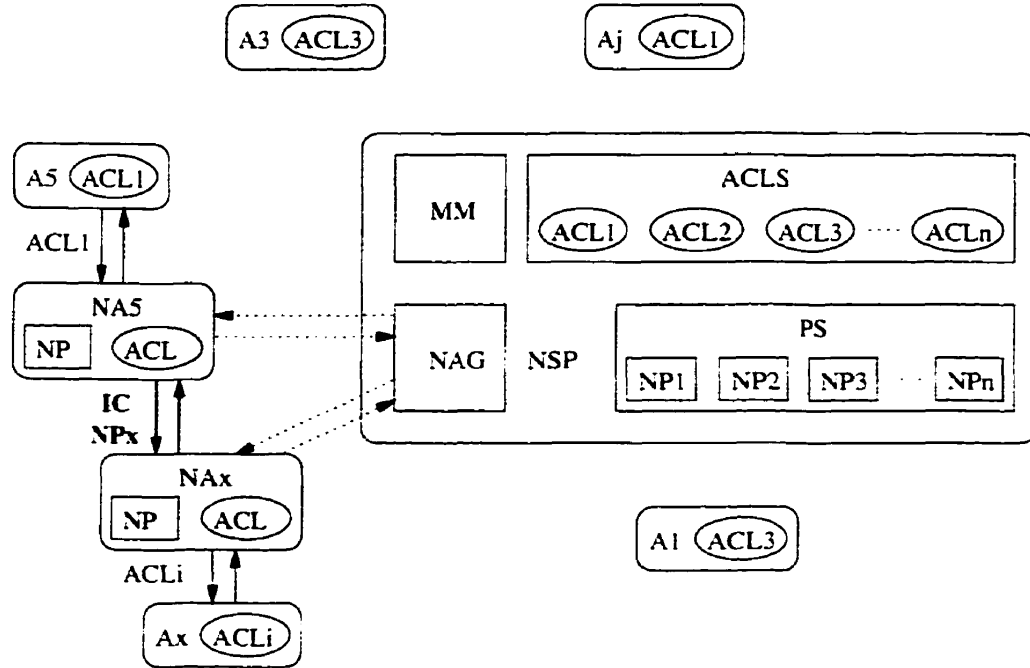 A3 ACL3
Aj ACL1
A5 ACL1
ACL1
NA5
NP ACL
IC
NPx
NAx
NP ACL
ACLi
Ax ACLi
MM
ACLS
ACL1 ACL2 ACL3 ACLn
NAG
NSP
PS
NP1 NP2 NP3 NPn
A1 ACL3